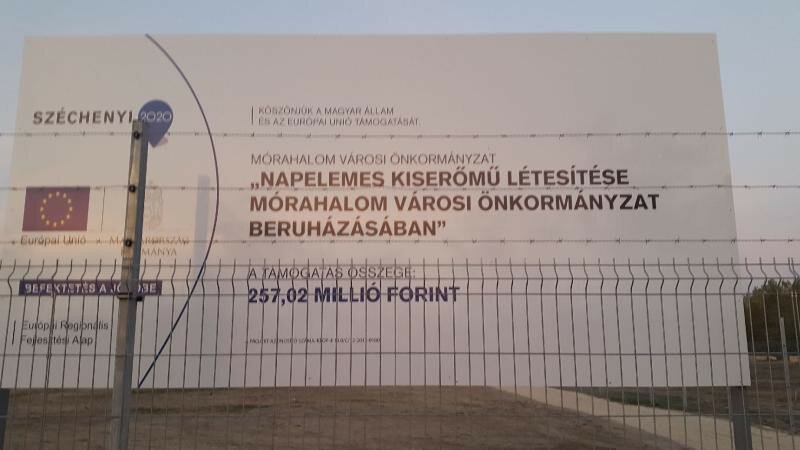 SZÉCHENYI 2020
KÖSZÖNJÜK A MAGYAR ÁLLAM
ÉS AZ EURÓPAI UNIÓ TÁMOGATÁSÁT.
MÓRAHALOM VÁROSI ÖNKORMÁNYZAT
„NAPELEMES KISERŐMŰ LÉTESÍTÉSE
MÓRAHALOM VÁROSI ÖNKORMÁNYZAT
BERUHÁZÁSÁBAN”
Európai Unió
A TÁMOGATÁS ÖSSZEGE:
257,02 MILLIÓ FORINT
BEFEKTETÉS A
Európai Regionális
Fejlesztési Alap